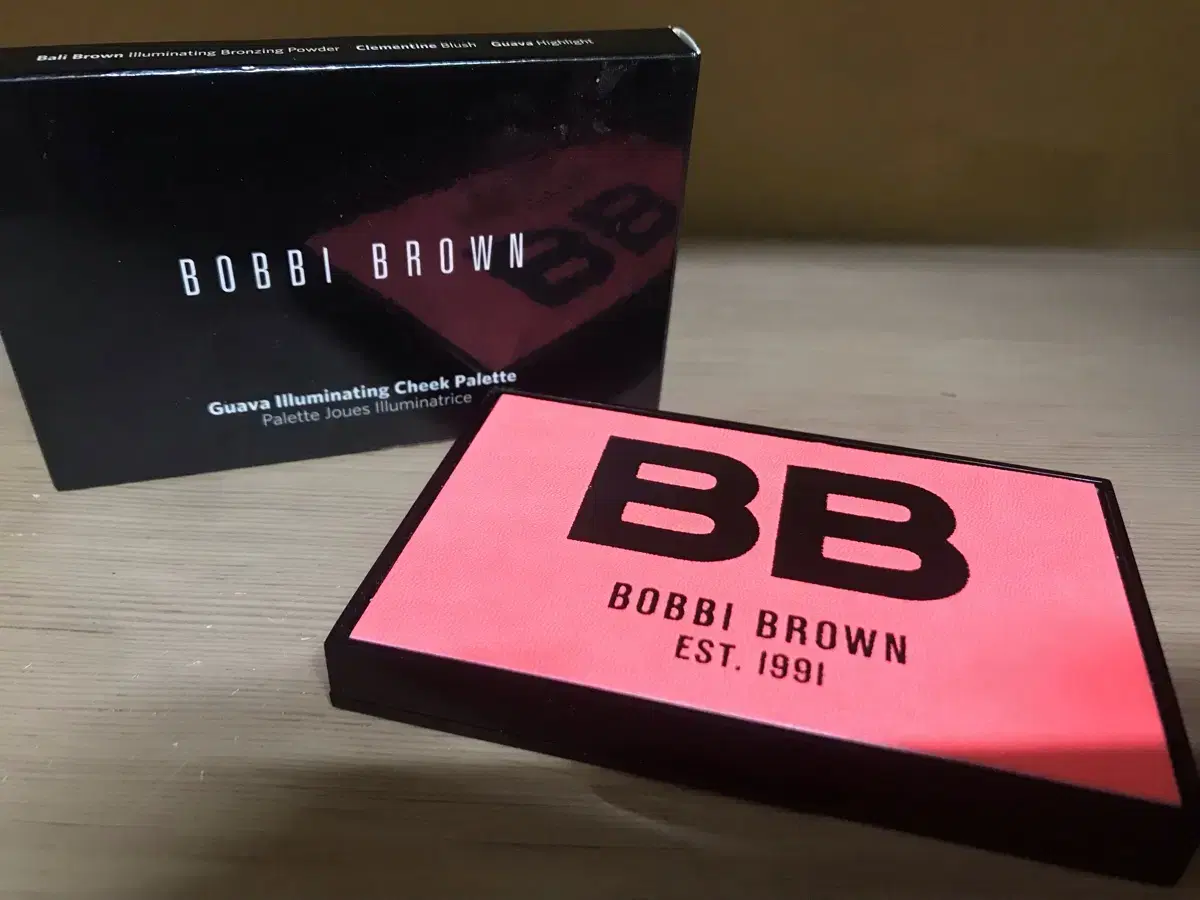 Bali Brown Illuminating Bronzing Powder Clementine Blush Guava Highlight
BB
BOBBI BROWN
Guava Illuminating Cheek Palette
Palette Joues Illuminatrice
BB
BOBBI BROWN
EST. 1991